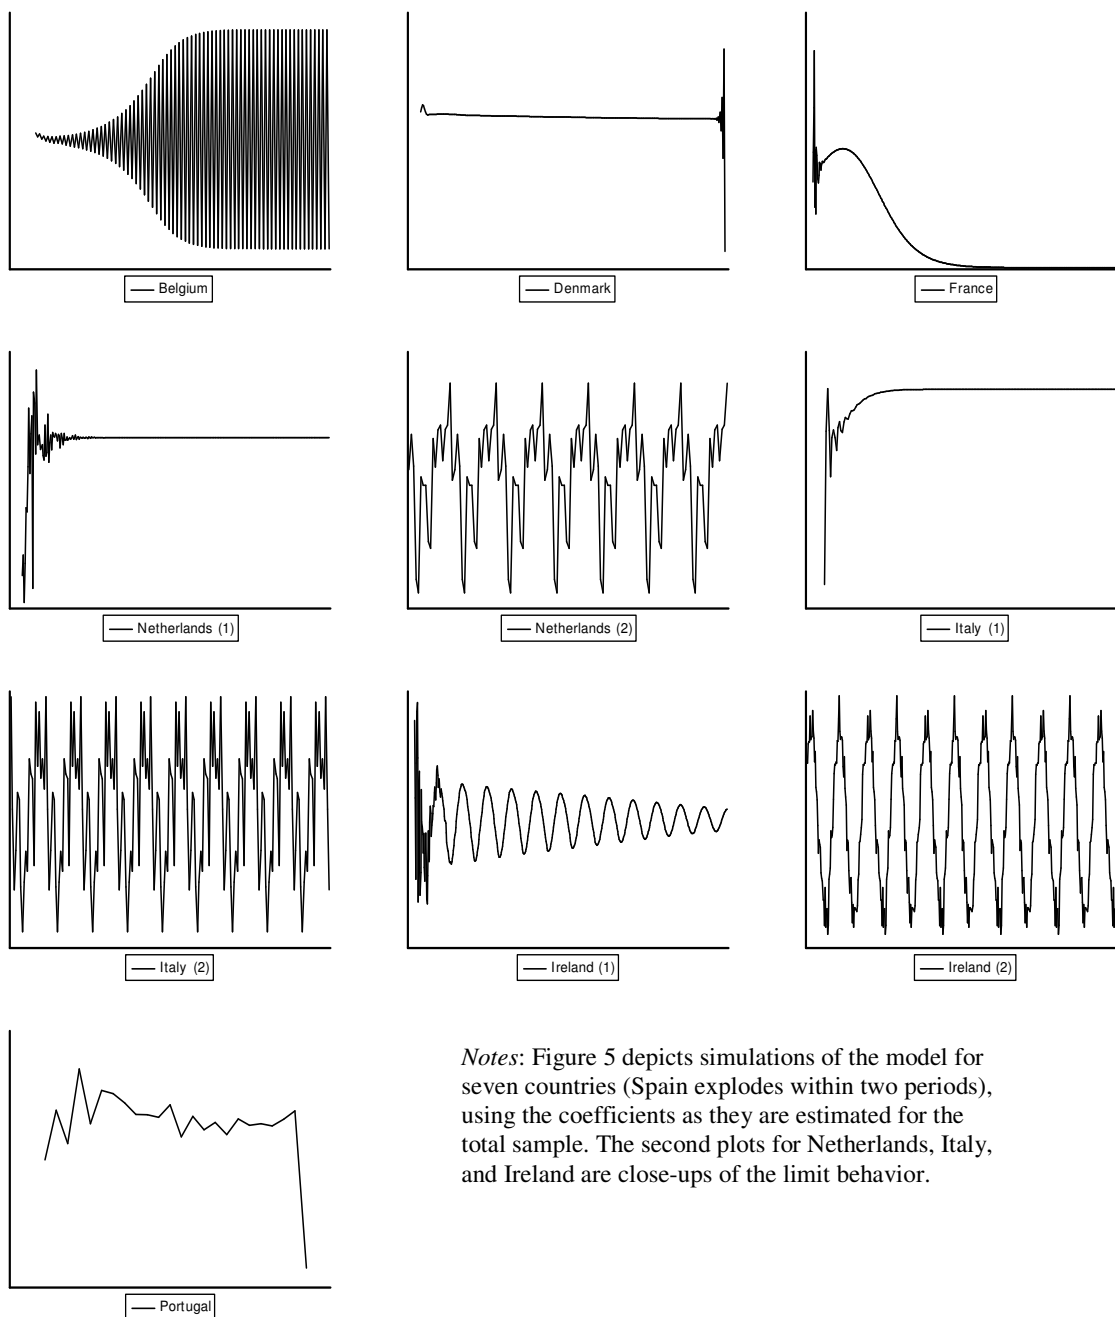 Belgium
Denmark
France
Netherlands (1)
Netherlands (2)
Italy (1)
Italy (2)
Ireland (1)
Ireland (2)
Notes: Figure 5 depicts simulations of the model for
seven countries (Spain explodes within two periods),
using the coefficients as they are estimated for the
total sample. The second plots for Netherlands, Italy,
and Ireland are close-ups of the limit behavior.
Portugal